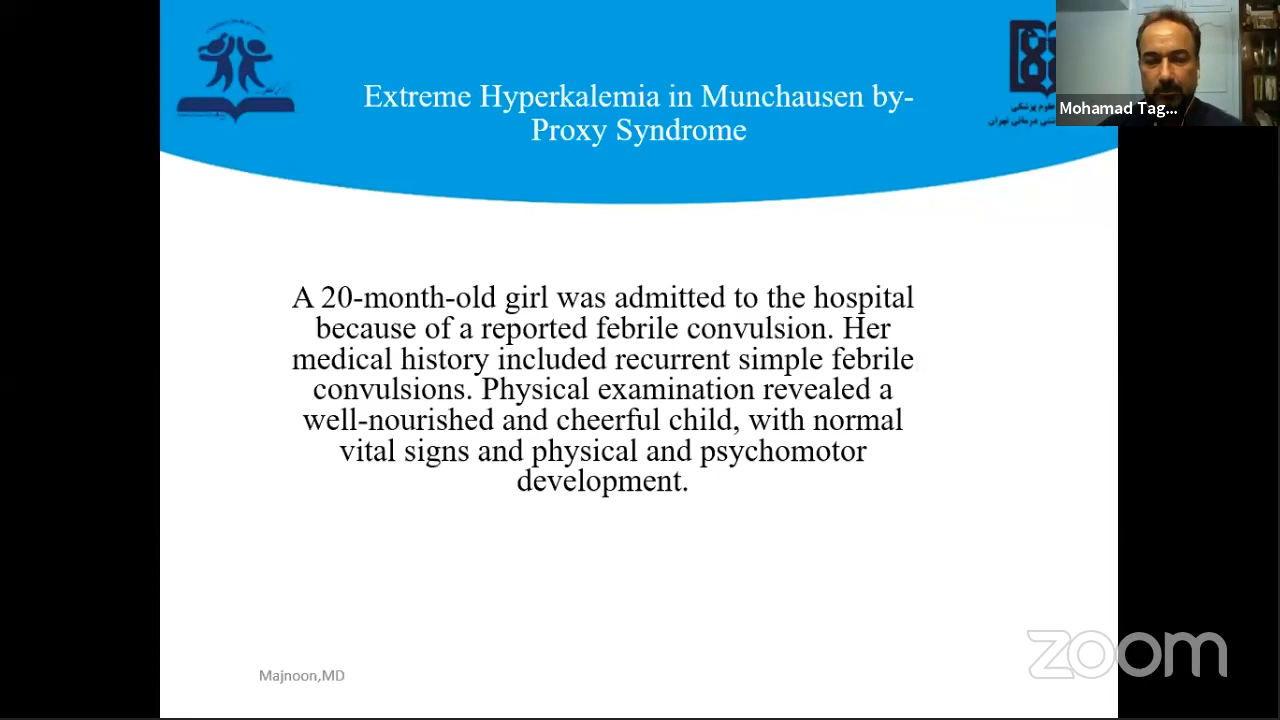 Extreme Hyperkalemia in Munchausen by-
Proxy Syndrome
Mohamad Tag...
A 20-month-old girl was admitted to the hospital
because of a reported febrile convulsion. Her
medical history included recurrent simple febrile
convulsions. Physical examination revealed a
well-nourished and cheerful child, with normal
vital signs and physical and psychomotor
development.
Majnoon,MD
zoom